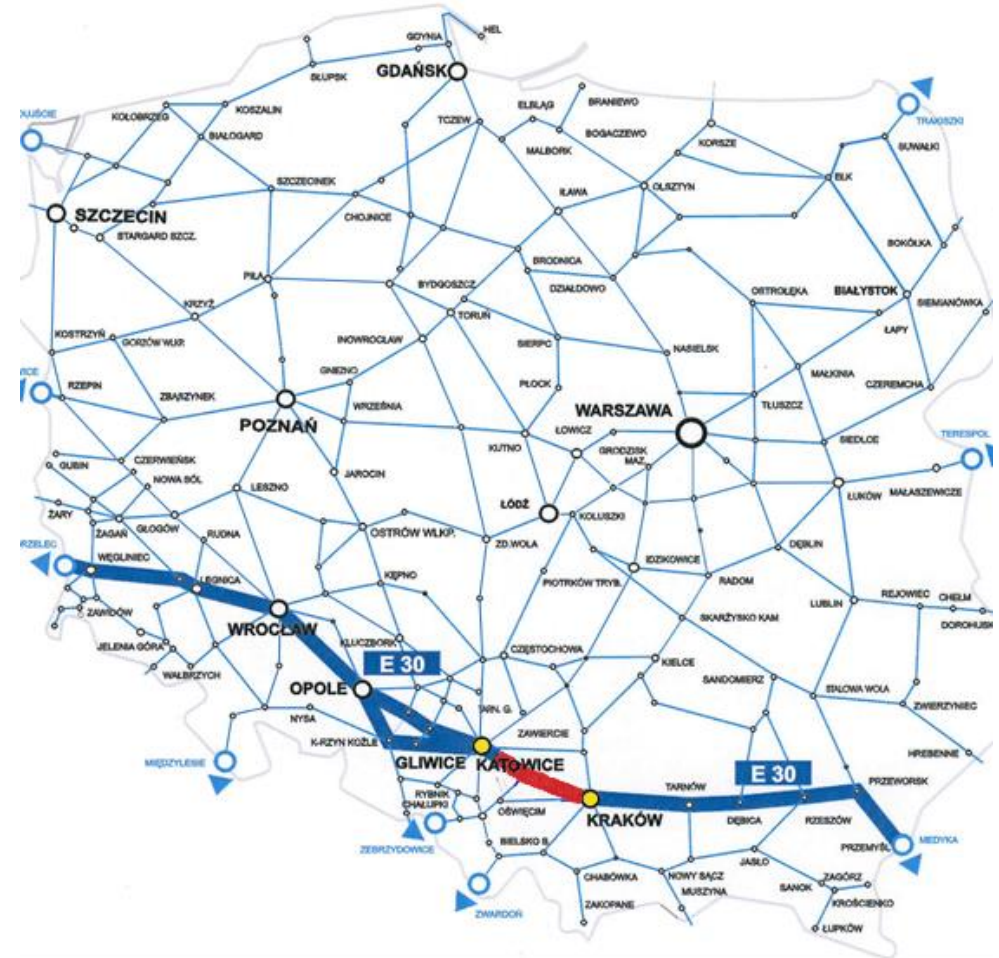 HEL
GDYNIA
SŁUPSK
GDAŃSK
KOŁOBRZEG
KOSZALIN
BIAŁOGARD
TCZEW
ELBLĄG
BRANIEWO
BOGACZEWO
MALBORK
KORSZE
TRAKISZKI
SUWAŁKI
EŁK
SZCZECINEK
CHOJNICE
IŁAWA
OLSZTYN
SZCZECIN
STARGARD SZCZ.
SOKÓŁKA
PIŁA
BYDGOSZCZ
BRODNICA
DZIAŁDOWO
OSTROŁĘKA
BIAŁYSTOK
SIEMIANÓWKA
KRZYŻ
TORUŃ
ŁAPY
KOSTRZYŃ
GORZÓW WLKP.
INOWROCŁAW
SIERPC
NASIELSK
MAŁKINIA
CZEREMCHA
RZEPIN
ZBĄSZYNEK
GNIEZNO
WRZEŚNIA
PŁOCK
TŁUSZCZ
POZNAŃ
WARSZAWA
KUTNO
ŁOWICZ
GRODZISK
MAZ.
SIEDLCE
TERESPOL
GUBIN
CZERWIEŃSK
NOWA SÓL
LESZNO
JAROCIN
ŁUKÓW
MAŁASZEWICZE
ŻARY
ŻAGAŃ
GŁOGÓW
RUDNA
OSTRÓW WLKP.
ŁÓDŹ
KOLUSZKI
ZD.WOLA
IDZIKOWICE
DĘBLIN
WĘGLINIEC
LEGNICA
KĘPNO
PIOTRKÓW TRYB.
RADOM
LUBLIN
REJOWIEC
CHEŁM
DOROHUSK
ZAWIDÓW
WROCŁAW
SKARŻYSKO KAM
JELENIA GÓRA
WAŁBRZYCH
KLUCZBORK
E 30
CZĘSTOCHOWA
KIELCE
SANDOMIERZ
STALOWA WOLA
ZWIERZYNIEC
OPOLE
NYSA
TARN. G.
ZAWIERCIE
HREBENNE
MIĘDZYLESIE
K-RZYN KOŹLE
GLIWICE
KATOWICE
E 30
TARNÓW
PRZEWORSK
RYBNIK
CHAŁUPKI
OŚWIĘCIM
KRAKÓW
DĘBICA
RZESZÓW
PRZEMYŚL
MEDYKA
ZEBRZYDOWICE
BIELSKO B.
CHABÓWKA
NOWY SĄCZ
JASŁO
ZAGÓRZ
SANOK
KROŚCIENKO
ZWARDOŃ
ZAKOPANE
MUSZYNA
ŁUPKÓW